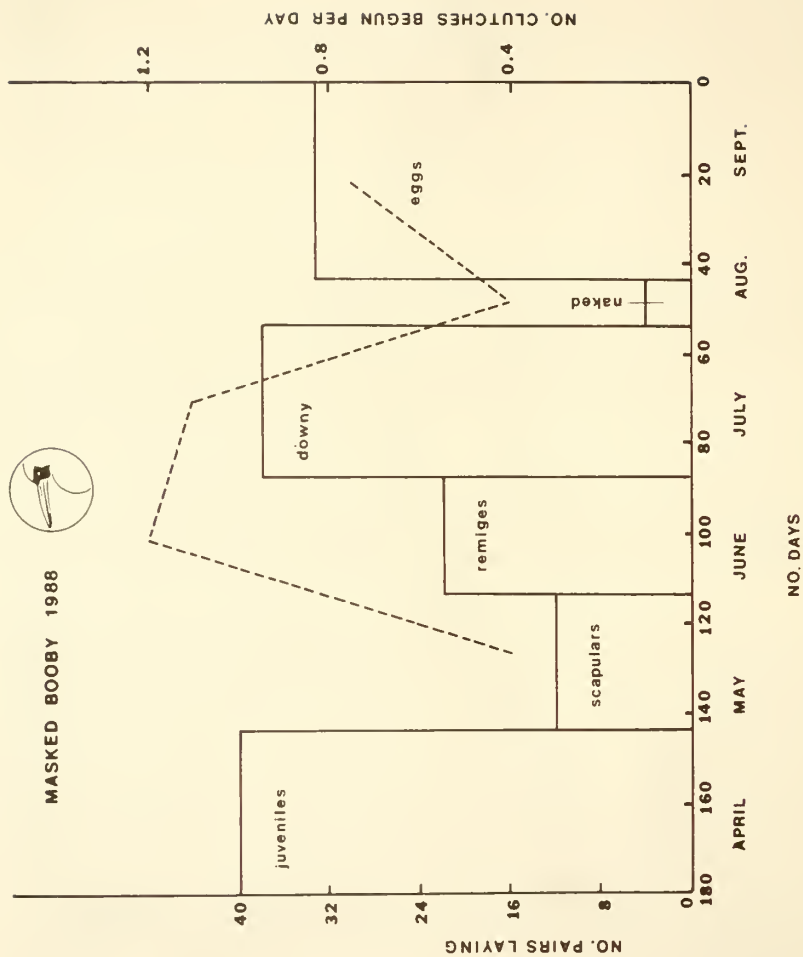 MASKED BOOBY 1988
NO. PAIRS LAYING
40
32
24
16
8
0
juveniles
scapulars
remiges
downy
naked
eggs
NO. CLUTCHES BEGUN PER DAY
1.2
0.8
0.4
180
160
140
120
100
80
60
40
20
0
APRIL
MAY
JUNE
JULY
AUG.
SEPT.
NO. DAYS